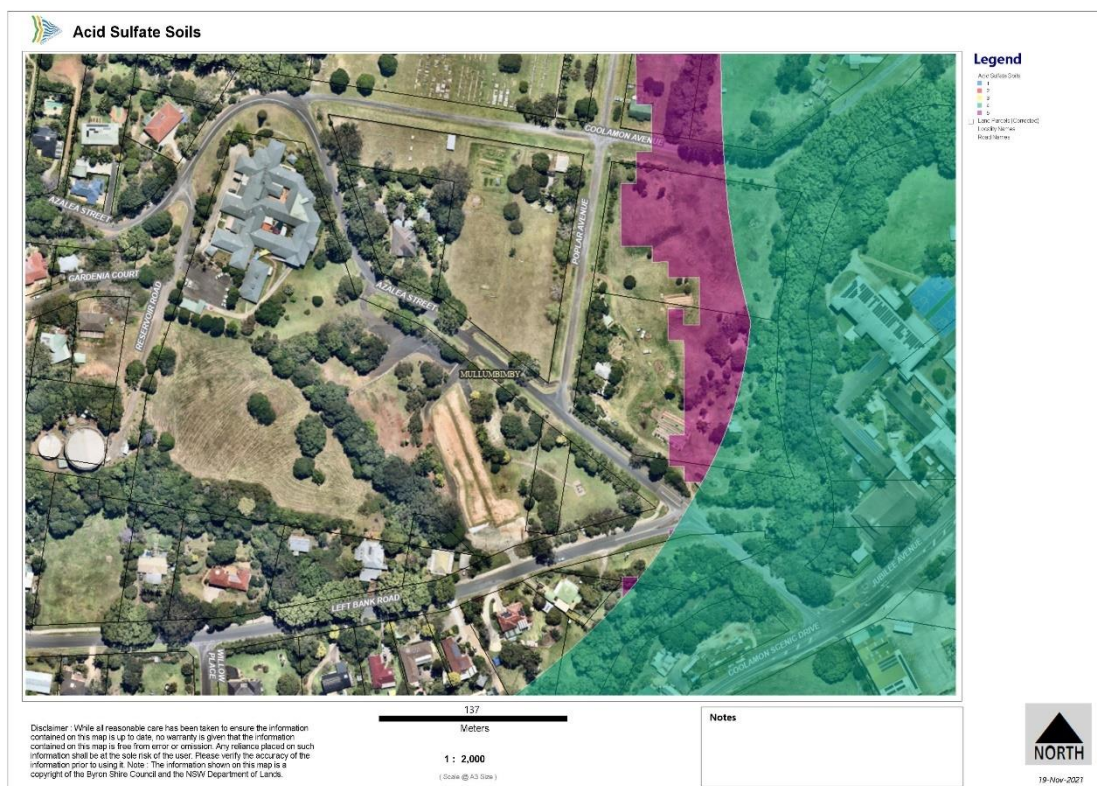 Acid Sulfate Soils
Legend
Acid Sulfate Soils
1
2
3
4
5
Land Parcels (Corrected)
Locality Names
Road Names
COOLAMON AVENUE
AZALEA STREET
POPLAR AVENUE
GARDENIA COURT
RESERVOIR ROAD
AZALEA STREET
MULLUMBIMBY
JUBILEE AVENUE
LEFT BANK ROAD
COOLAMON SCENIC DRIVE
WILLOW
PLACE
Disclaimer : While all reasonable care has been taken to ensure the information
contained on this map is up to date, no warranty is given that the information
contained on this map is free from error or omission. Any reliance placed on such
information shall be at the sole risk of the user. Please verify the accuracy of the
information prior to using it. Note : The information shown on this map is a
copyright of the Byron Shire Council and the NSW Department of Lands.
137
Meters
1 : 2,000
( Scale @ A3 Size )
Notes
NORTH
19-Nov-2021